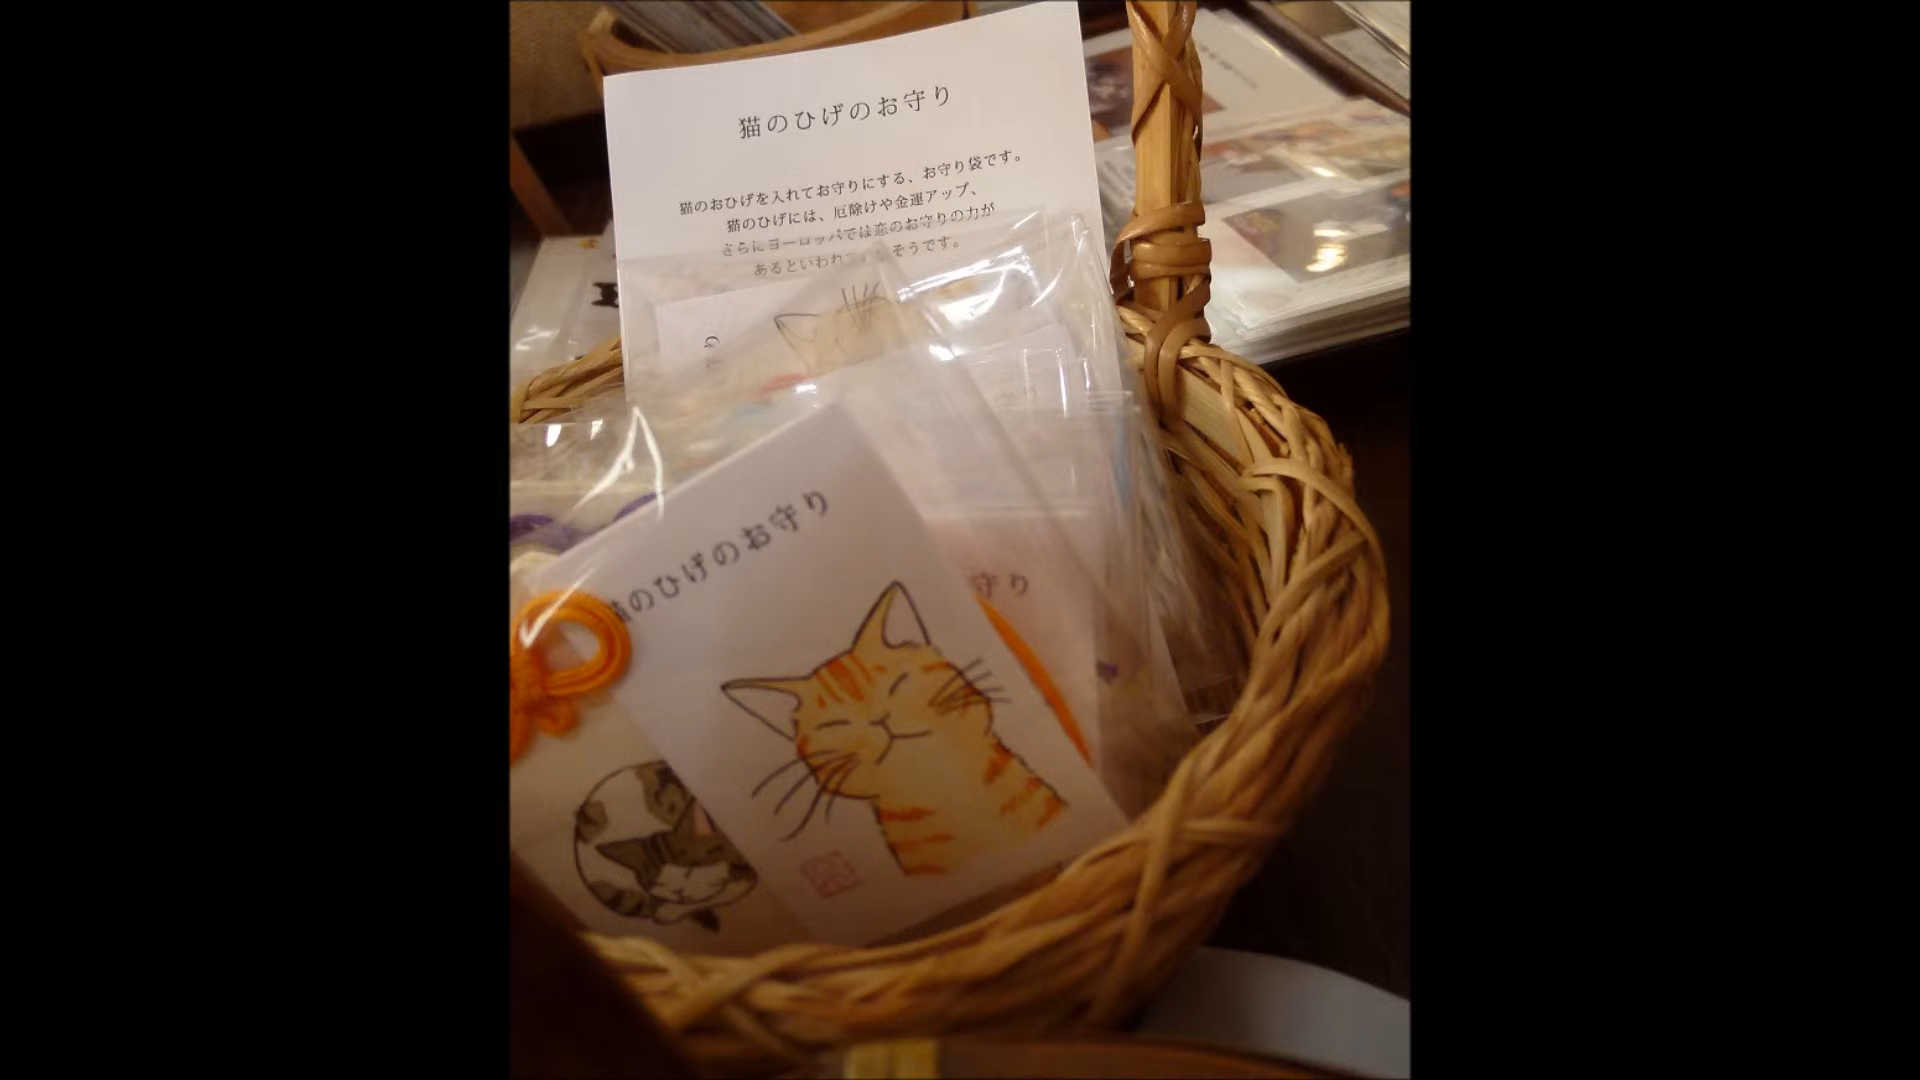 猫のひげのお守り
猫のおひげを入れてお守りにする、お守り袋です。
猫のひげには、厄除けや金運アップ、
さらにヨーロッパでは恋のお守りの力が
あるといわれ そうです。
猫のひげのお守り
守り